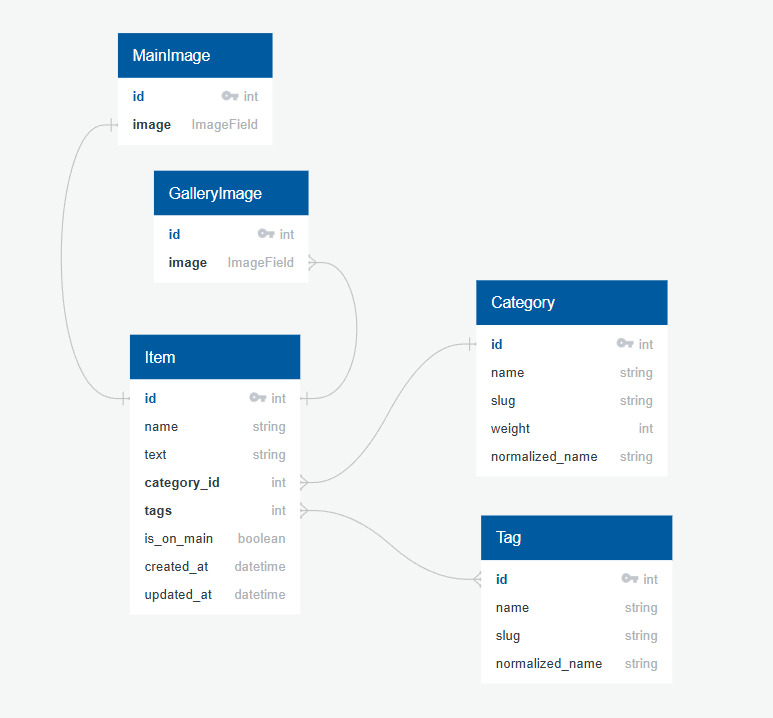 MainImage
id int
image ImageField
GalleryImage
id int
image ImageField
Item
id int
name string
text string
category_id int
tags int
is_on_main boolean
created_at datetime
updated_at datetime
Category
id int
name string
slug string
weight int
normalized_name string
Tag
id int
name string
slug string
normalized_name string